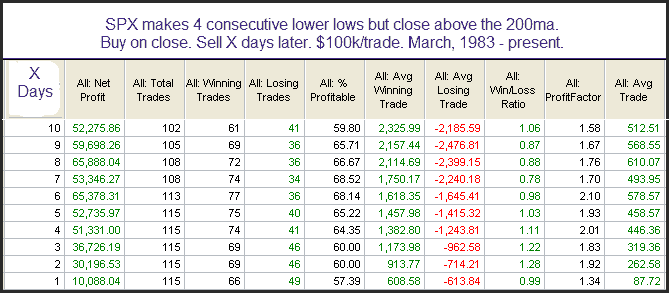 SPX makes 4 consecutive lower lows but close above the 200ma.
Buy on close. Sell X days later. $100k/trade. March, 1983 - present.
X Days All: Net Profit All: Total Trades All: Winning Trades All: Losing Trades All: % Profitable All: Avg Winning Trade All: Avg Losing Trade All: Win/Loss Ratio All: ProfitFactor All: Avg Trade
10 52,275.86 102 61 41 59.80 2,325.99 -2,185.59 1.06 1.58 512.51
9 59,698.26 105 69 36 65.71 2,157.44 -2,476.81 0.87 1.67 568.55
8 65,888.04 108 72 36 66.67 2,114.69 -2,399.15 0.88 1.76 610.07
7 53,346.27 108 74 34 68.52 1,750.17 -2,240.18 0.78 1.70 493.95
6 65,378.31 113 77 36 68.14 1,618.35 -1,645.41 0.98 2.10 578.57
5 52,735.97 115 75 40 65.22 1,457.98 -1,415.32 1.03 1.93 458.57
4 51,331.00 115 74 41 64.35 1,382.80 -1,243.81 1.11 2.01 446.36
3 36,726.19 115 69 46 60.00 1,173.98 -962.58 1.22 1.83 319.36
2 30,196.53 115 69 46 60.00 913.77 -714.21 1.28 1.92 262.58
1 10,088.04 115 66 49 57.39 608.58 -613.84 0.99 1.34 87.72